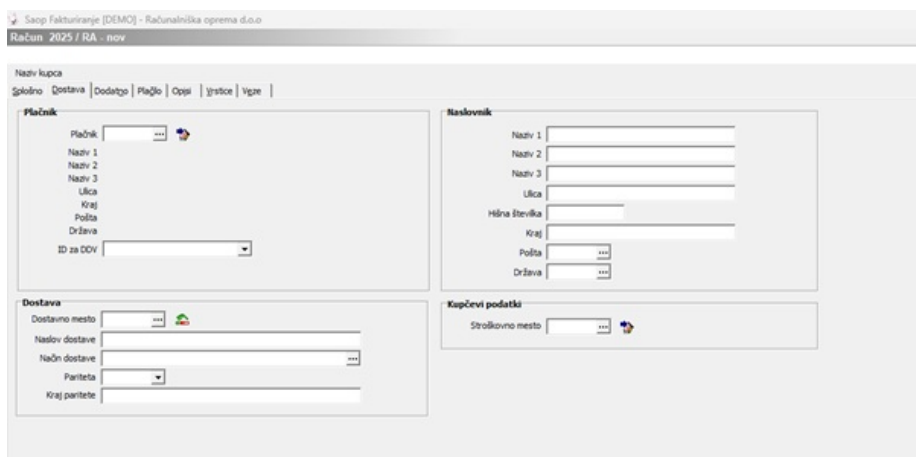 Saop Fakturiranje [DEMO] - Računalniška oprema d.o.o
Račun 2025 / RA - nov
Naziv kupca
Splošno Dostava Dodatno Plačilo Opisi Vrstice Veze
Plačnik
Plačnik
Naziv 1
Naziv 2
Naziv 3
Ulica
Kraj
Pošta
Država
ID za DDV
Naslovnik
Naziv 1
Naziv 2
Naziv 3
Ulica
Hišna številka
Kraj
Pošta
Država
Dostava
Dostavno mesto
Naslov dostave
Način dostave
Pariteta
Kraj paritete
Kupčevi podatki
Stroškovno mesto